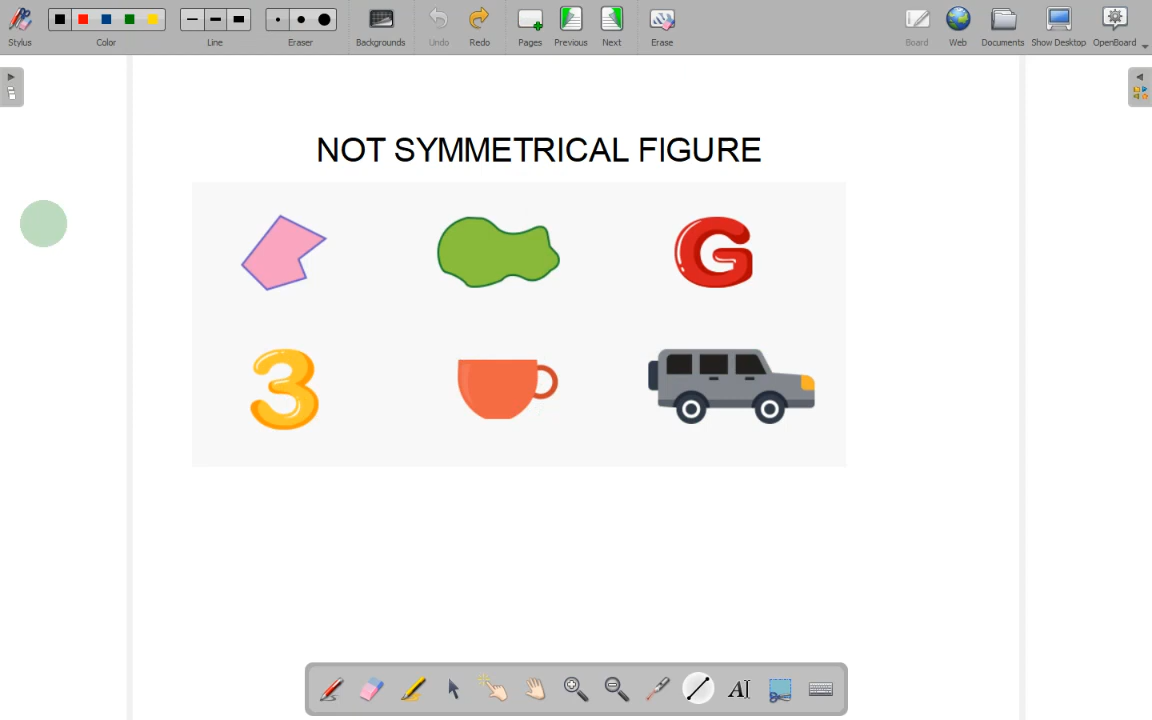 Stylus Color Line Eraser Backgrounds Undo Redo Pages Previous Next Erase Board Web Documents Show Desktop OpenBoard
NOT SYMMETRICAL FIGURE
G
3
AI